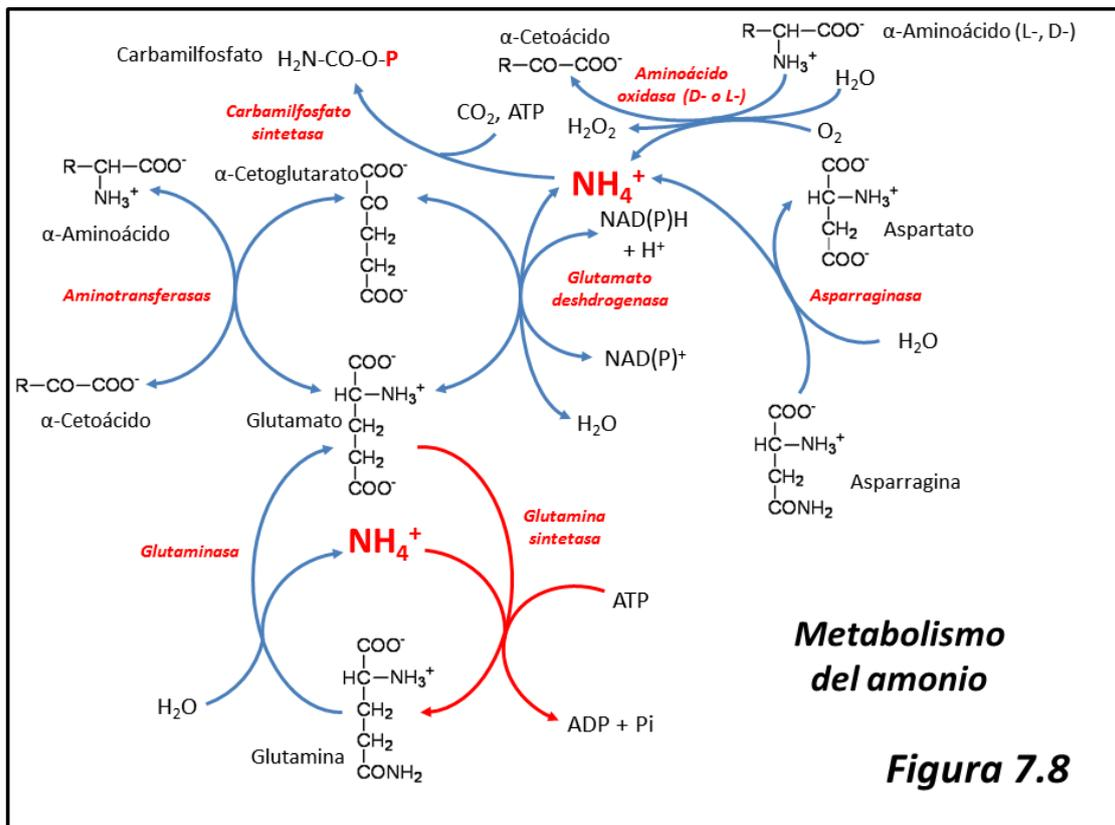 α-Cetoácido
R–CO–COO⁻
R–CH–COO⁻
NH₃⁺
α-Aminoácido (L-, D-)
Carbamilfosfato
H₂N-CO-O-P
Aminoácido
oxidasa (D- o L-)
H₂O
Carbamilfosfato
sintetasa
CO₂, ATP
H₂O₂
O₂
R–CH–COO⁻
NH₃⁺
α-Aminoácido
α-Cetoglutarato
COO⁻
CO
CH₂
CH₂
COO⁻
NH₄⁺
NAD(P)H
+ H⁺
COO⁻
HC–NH₃⁺
CH₂
COO⁻
Aspartato
Aminotransferasas
Glutamato
deshdrogenasa
Asparraginasa
H₂O
NAD(P)⁺
R–CO–COO⁻
α-Cetoácido
Glutamato
COO⁻
HC–NH₃⁺
CH₂
CH₂
COO⁻
H₂O
COO⁻
HC–NH₃⁺
CH₂
CONH₂
Asparragina
Glutaminasa
NH₄⁺
Glutamina
sintetasa
ATP
H₂O
COO⁻
HC–NH₃⁺
CH₂
CH₂
CONH₂
Glutamina
ADP + Pi
Metabolismo
del amonio
Figura 7.8